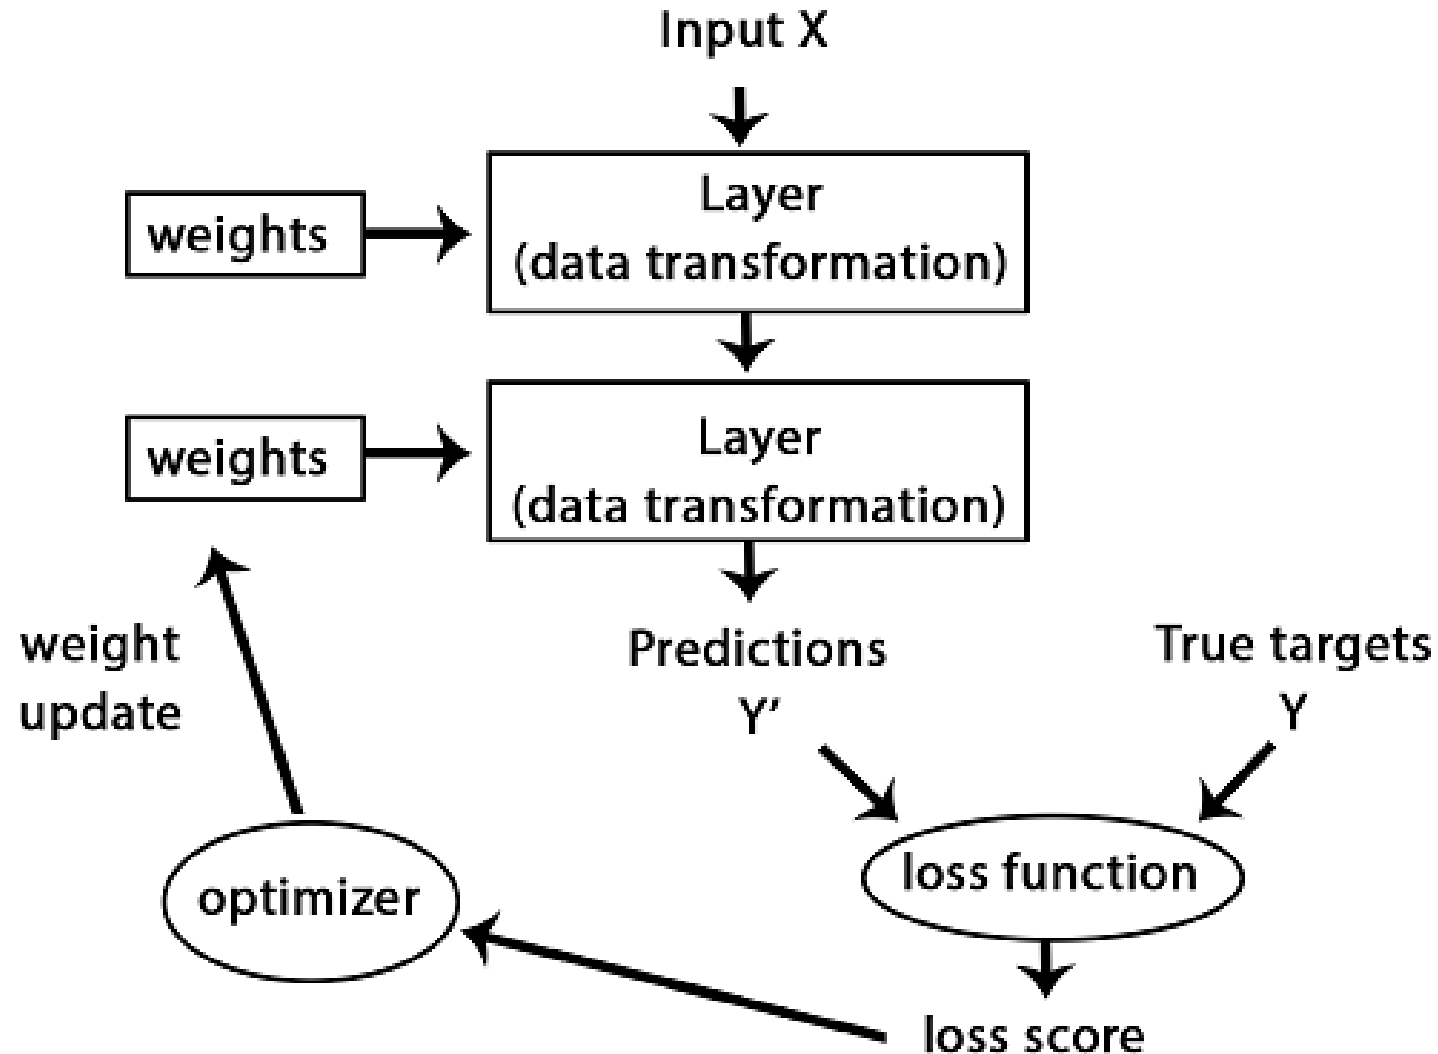 Input X
Layer
(data transformation)
weights
Layer
(data transformation)
weights
weight
update
Predictions
Y'
True targets
Y
loss function
optimizer
loss score